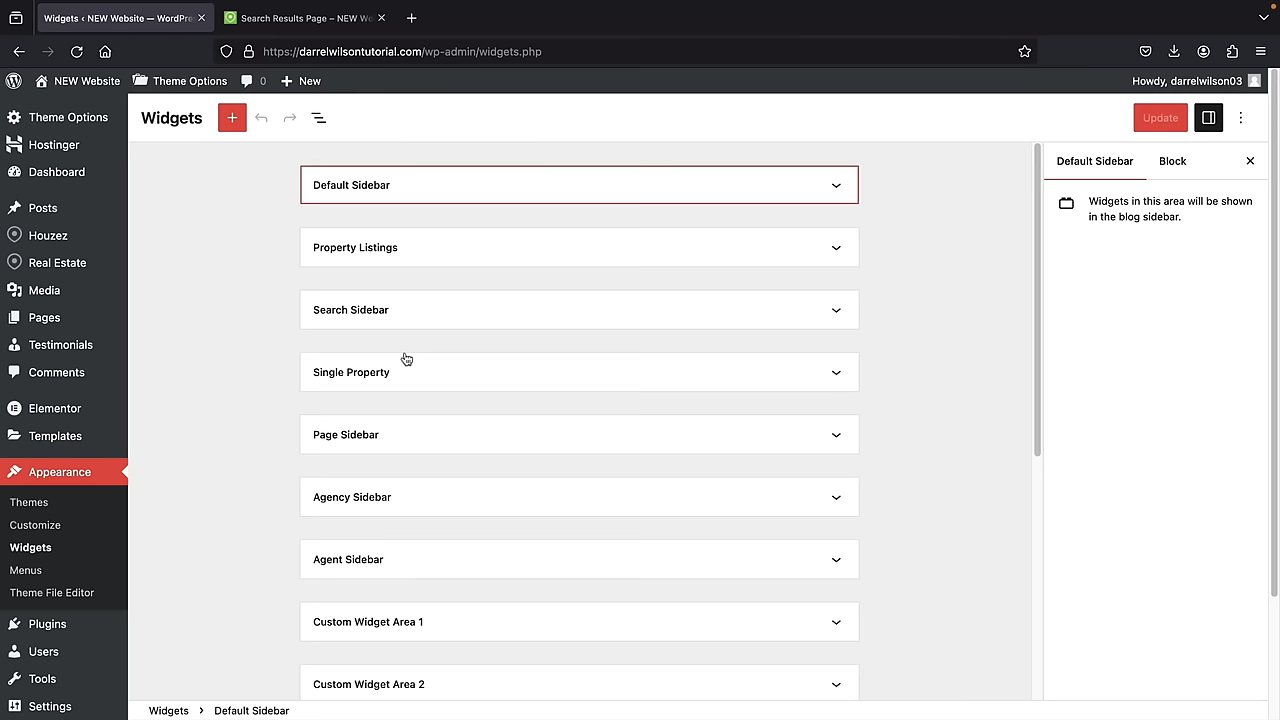 Widgets ‹ NEW Website — WordPre
Search Results Page – NEW We
https://darrelwilsontutorial.com/wp-admin/widgets.php
NEW Website
Theme Options
0
New
Howdy, darrelwilson03
Theme Options
Hostinger
Dashboard
Posts
Houzez
Real Estate
Media
Pages
Testimonials
Comments
Elementor
Templates
Appearance
Themes
Customize
Widgets
Menus
Theme File Editor
Plugins
Users
Tools
Settings
Widgets
Update
Default Sidebar
Property Listings
Search Sidebar
Single Property
Page Sidebar
Agency Sidebar
Agent Sidebar
Custom Widget Area 1
Custom Widget Area 2
Default Sidebar
Block
Widgets in this area will be shown
in the blog sidebar.
Widgets › Default Sidebar